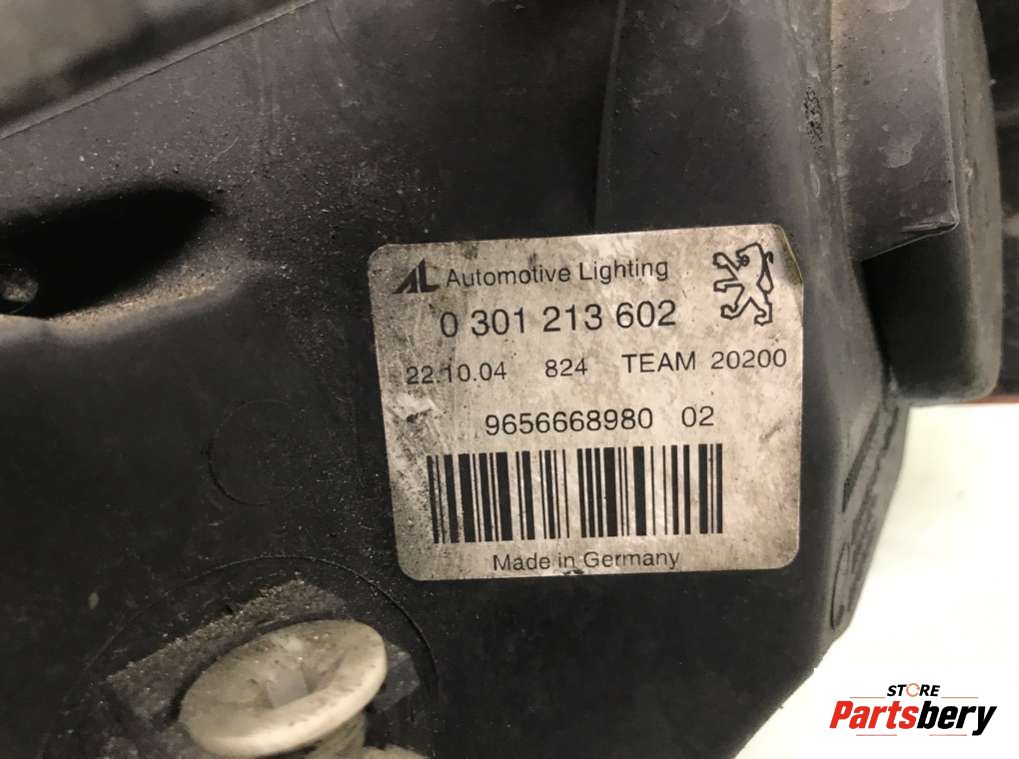 AL Automotive Lighting
0 301 213 602
22.10.04 824 TEAM 20200
9656668980 02
Made in Germany
STORE
Partsbery